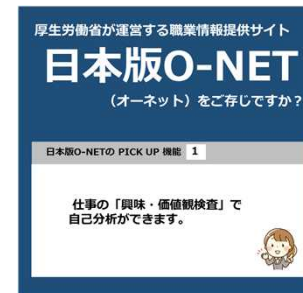 厚生労働省が運営する職業情報提供サイト
日本版O-NET
（オーネット）をご存じですか？
日本版O-NETの PICK UP 機能 1
仕事の「興味・価値観検査」で
自己分析ができます。